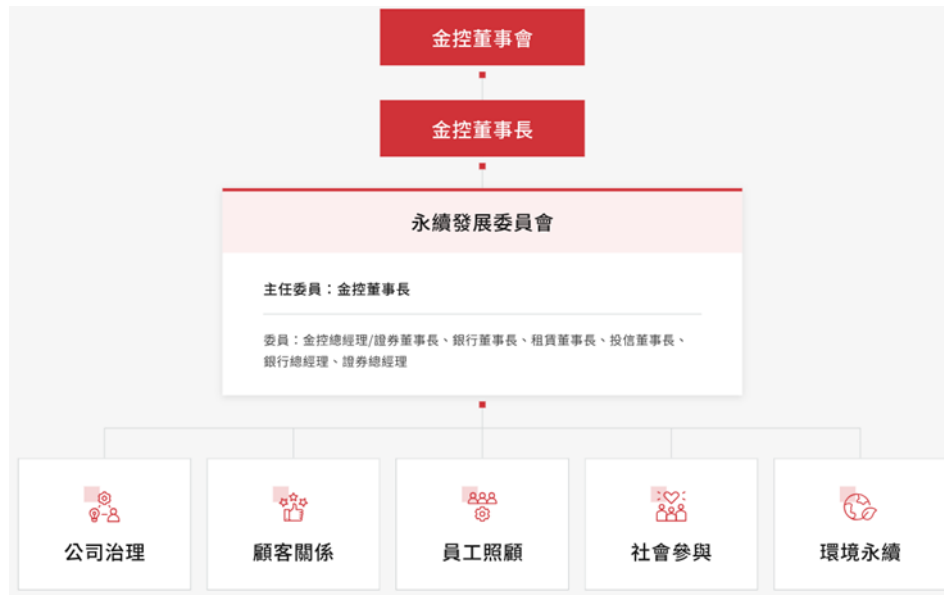 金控董事會
金控董事長
永續發展委員會
主任委員：金控董事長
委員：金控總經理/證券董事長、銀行董事長、租賃董事長、投信董事長、
銀行總經理、證券總經理
公司治理
顧客關係
員工照顧
社會參與
環境永續